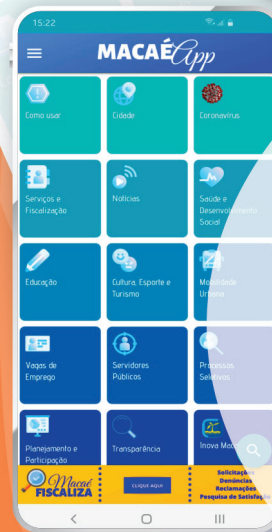 15:22
MACAÉApp
Como usar
Cidade
Coronavírus
Serviços e
Fiscalização
Notícias
Saúde e
Desenvolvimento
Social
Educação
Cultura, Esporte e
Turismo
Mobilidade
Urbana
Vagas de
Emprego
Servidores
Públicos
Processos
Seletivos
Planejamento e
Participação
Transparência
Inova Macaé
Macaé
FISCALIZA
CLIQUE AQUI
Solicitações
Denúncias
Reclamações
Pesquisa de Satisfação